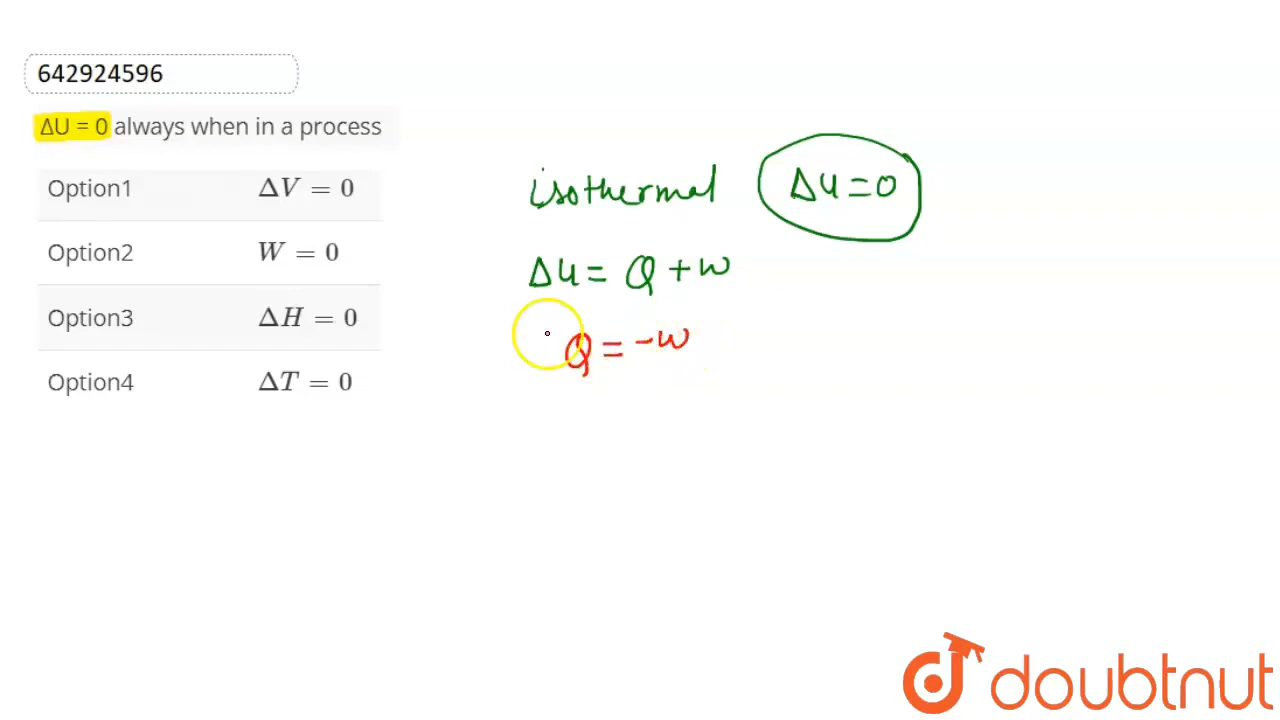 642924596
ΔU = 0 always when in a process
Option1 ΔV = 0
Option2 W = 0
Option3 ΔH = 0
Option4 ΔT = 0
isothermal ΔU=0
ΔU = Q + W
Q = -W
doubtnut